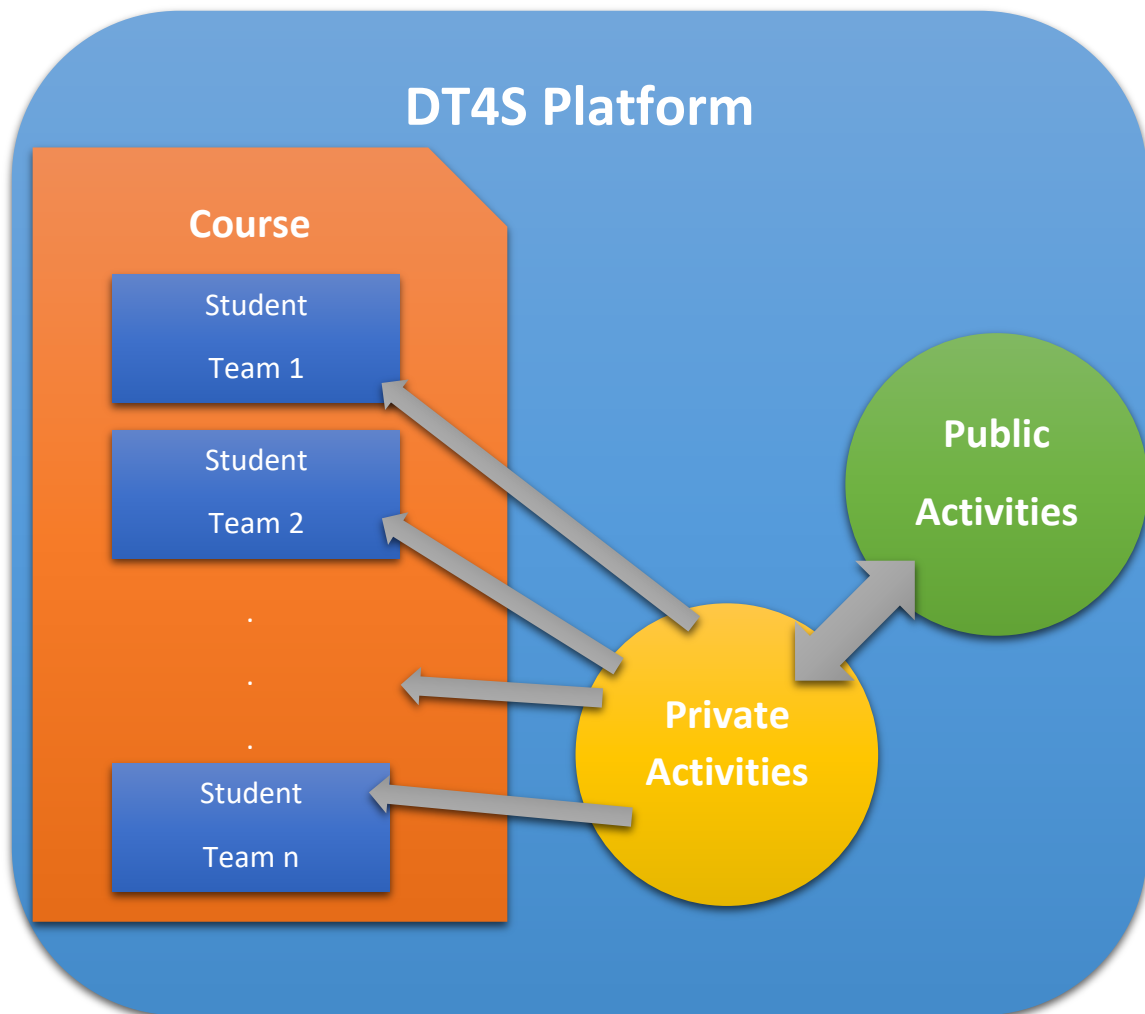 DT4S Platform
Course
Student
Team 1
Student
Team 2
.
.
.
Student
Team n
Public
Activities
Private
Activities